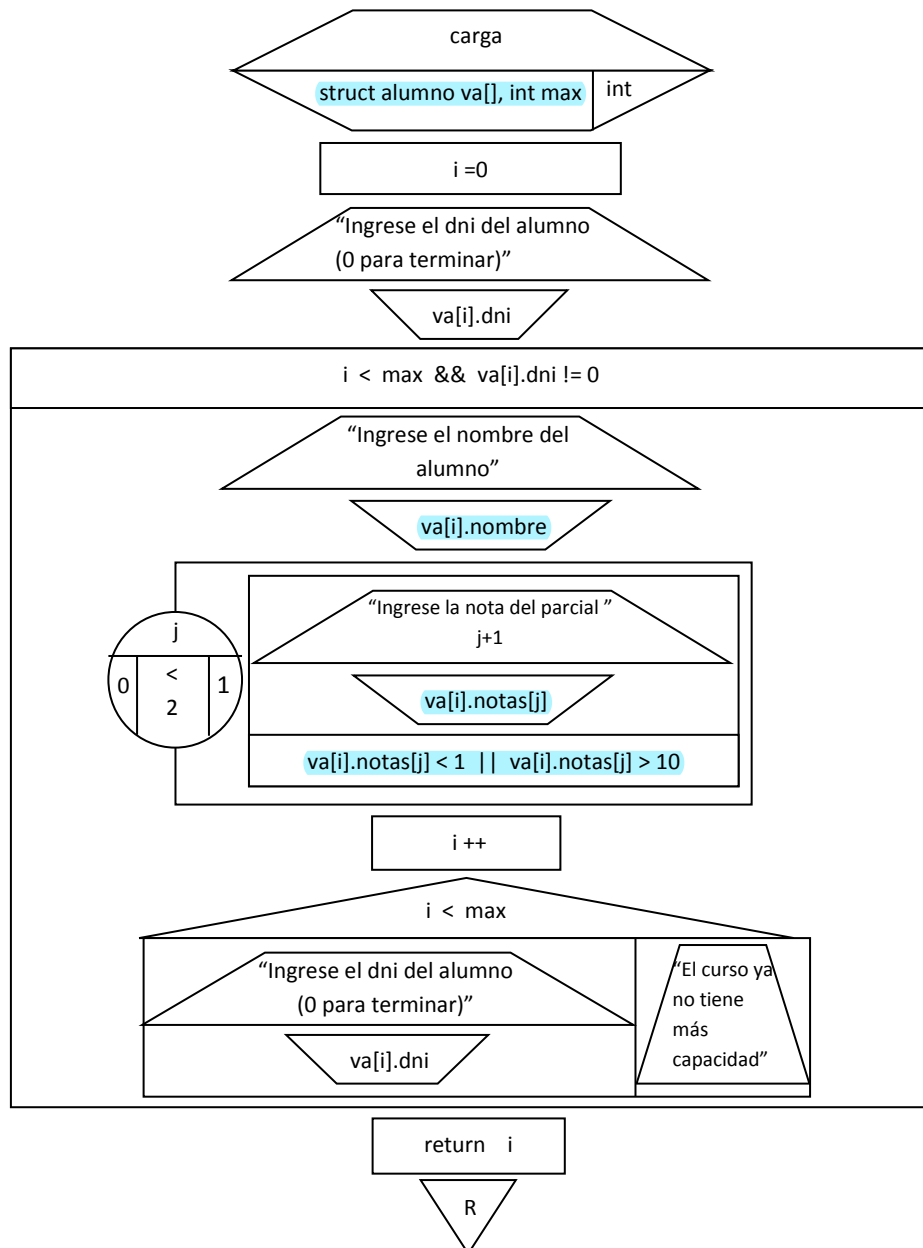 carga
struct alumno va[], int max
int
i =0
“Ingrese el dni del alumno
(0 para terminar)”
va[i].dni
i < max && va[i].dni != 0
“Ingrese el nombre del
alumno”
va[i].nombre
j
0
<
2
1
“Ingrese la nota del parcial ”
j+1
va[i].notas[j]
va[i].notas[j] < 1 || va[i].notas[j] > 10
i ++
i < max
“Ingrese el dni del alumno
(0 para terminar)”
va[i].dni
“El curso ya
no tiene
más
capacidad”
return i
R